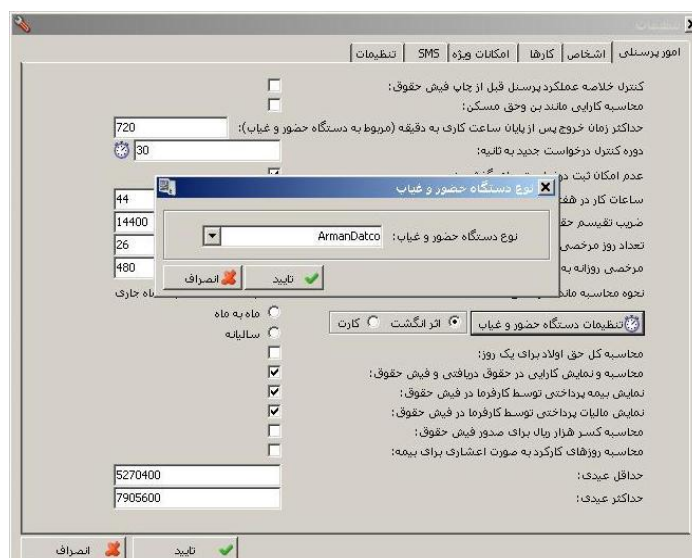 تنظیمات
امور پرسنلی | اشخاص | کارها | امکانات ویژه | SMS | تنظیمات
کنترل خلاصه عملکرد پرسنل قبل از چاپ فیش حقوق:
محاسبه کارایی مانند بن وحق مسکن:
حداکثر زمان خروج پس از پایان ساعت کاری به دقیقه (مربوط به دستگاه حضور و غیاب): 720
دوره کنترل درخواست جدید به ثانیه: 30
عدم امکان ثبت
نوع دستگاه حضور و غیاب
ساعات کار در هفته 44
ضریب تقسیم 14400
نوع دستگاه حضور و غیاب: ArmanDatco
تعداد روز مرخصی 26
مرخصی روزانه به 480
تایید انصراف
نحوه محاسبه جاری
تنظیمات دستگاه حضور و غیاب اثر انگشت کارت ماه به ماه
سالیانه
محاسبه کل حق اولاد برای یک روز:
محاسبه و نمایش کارایی در حقوق دریافتی و فیش حقوق:
نمایش بیمه پرداختی توسط کارفرما در فیش حقوق:
نمایش مالیات پرداختی توسط کارفرما در فیش حقوق:
محاسبه کسر هزار ریال برای صدور فیش حقوق:
محاسبه روزهای کارکرد به صورت اعشاری برای بیمه:
حداقل عیدی: 5270400
حداکثر عیدی: 7905600
تایید انصراف